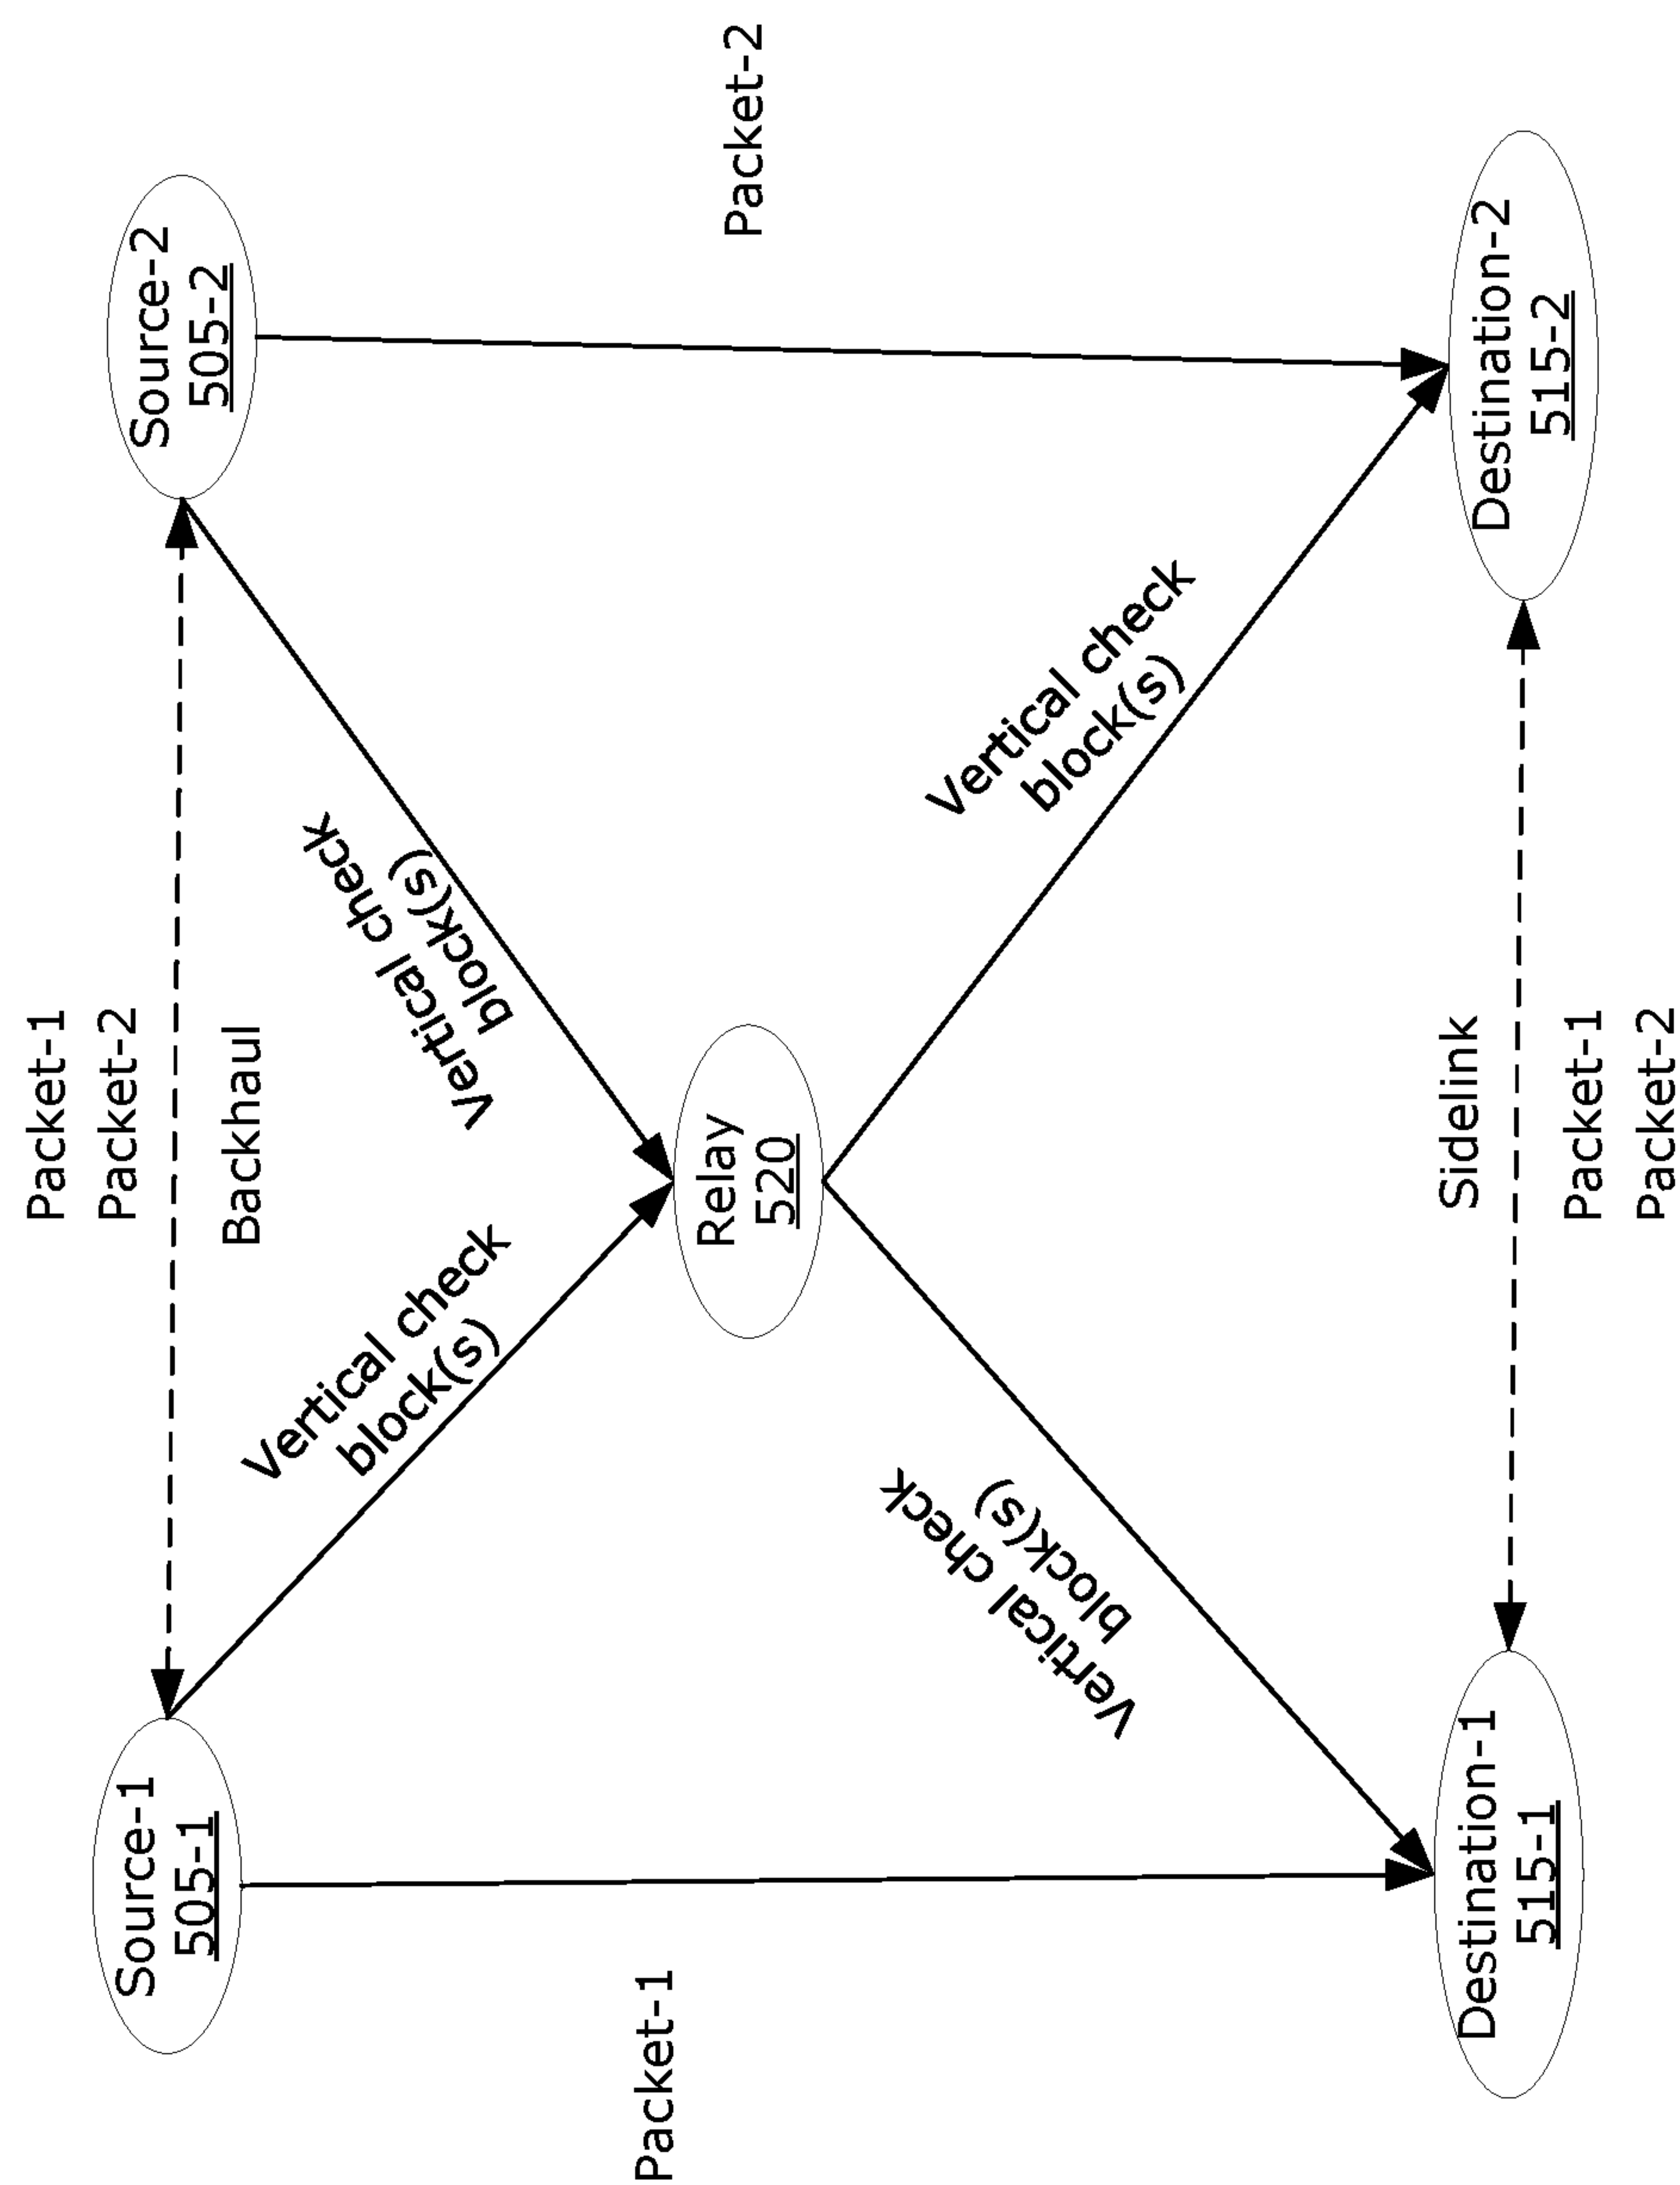 Packet-1
Packet-2
Backhaul
Source-1
505-1
Source-2
505-2
Vertical check
block(s)
Vertical check
block(s)
Packet-1
Relay
520
Packet-2
Vertical check
block(s)
Vertical check
block(s)
Sidelink
Destination-1
515-1
Destination-2
515-2
Packet-1
Packet-2